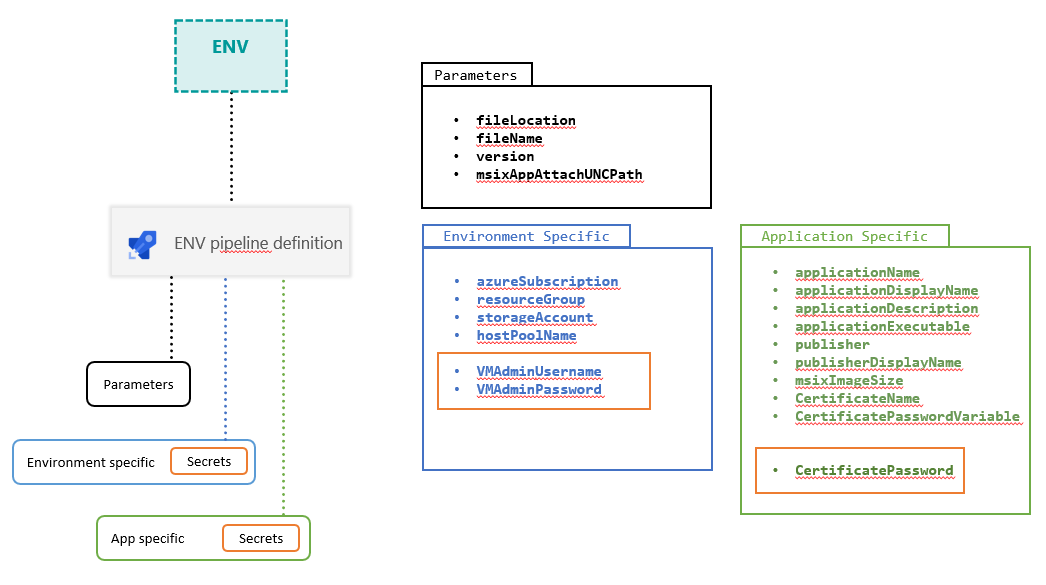 ENV
ENV pipeline definition
Parameters
Environment specific
Secrets
App specific
Secrets
Parameters
• fileLocation
• fileName
• version
• msixAppAttachUNCPath
Environment Specific
• azureSubscription
• resourceGroup
• storageAccount
• hostPoolName
• VMAdminUsername
• VMAdminPassword
Application Specific
• applicationName
• applicationDisplayName
• applicationDescription
• applicationExecutable
• publisher
• publisherDisplayName
• msixImageSize
• CertificateName
• CertificatePasswordVariable
• CertificatePassword